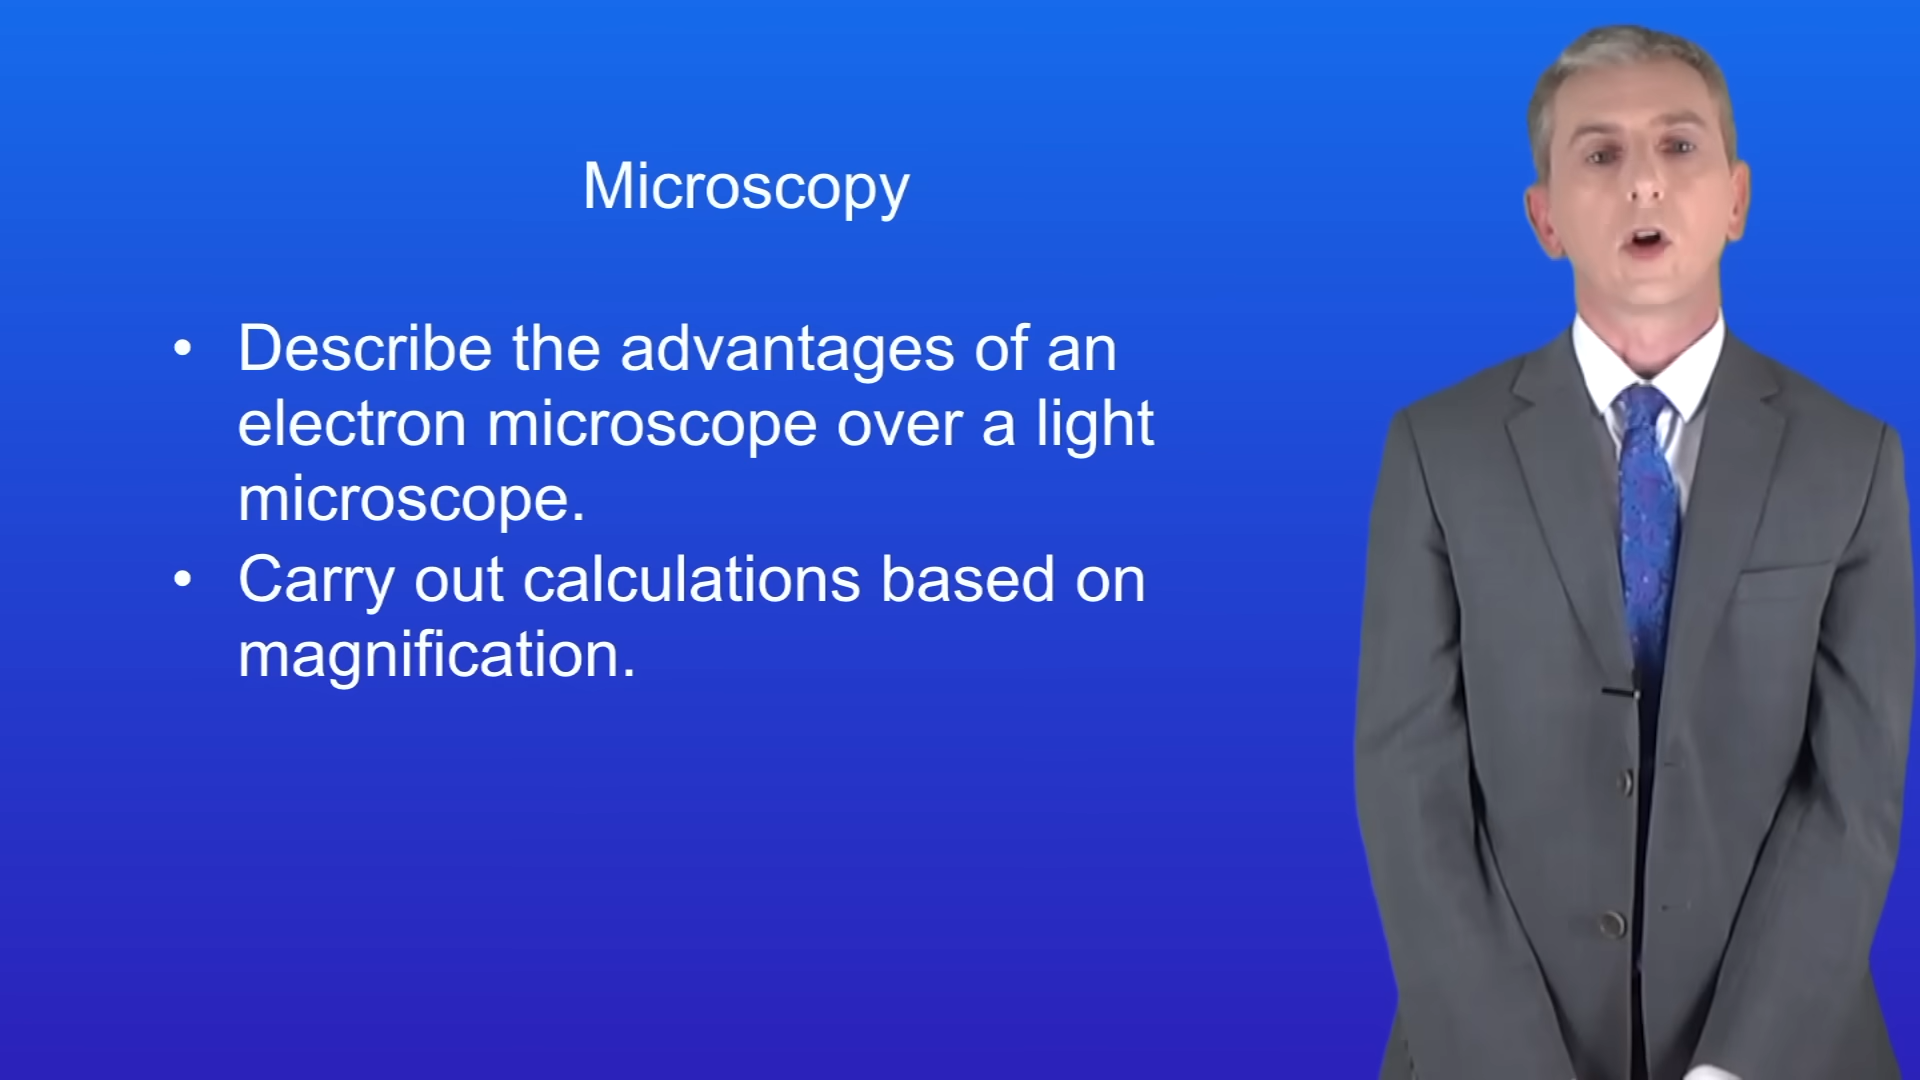 Microscopy
• Describe the advantages of an
electron microscope over a light
microscope.
• Carry out calculations based on
magnification.